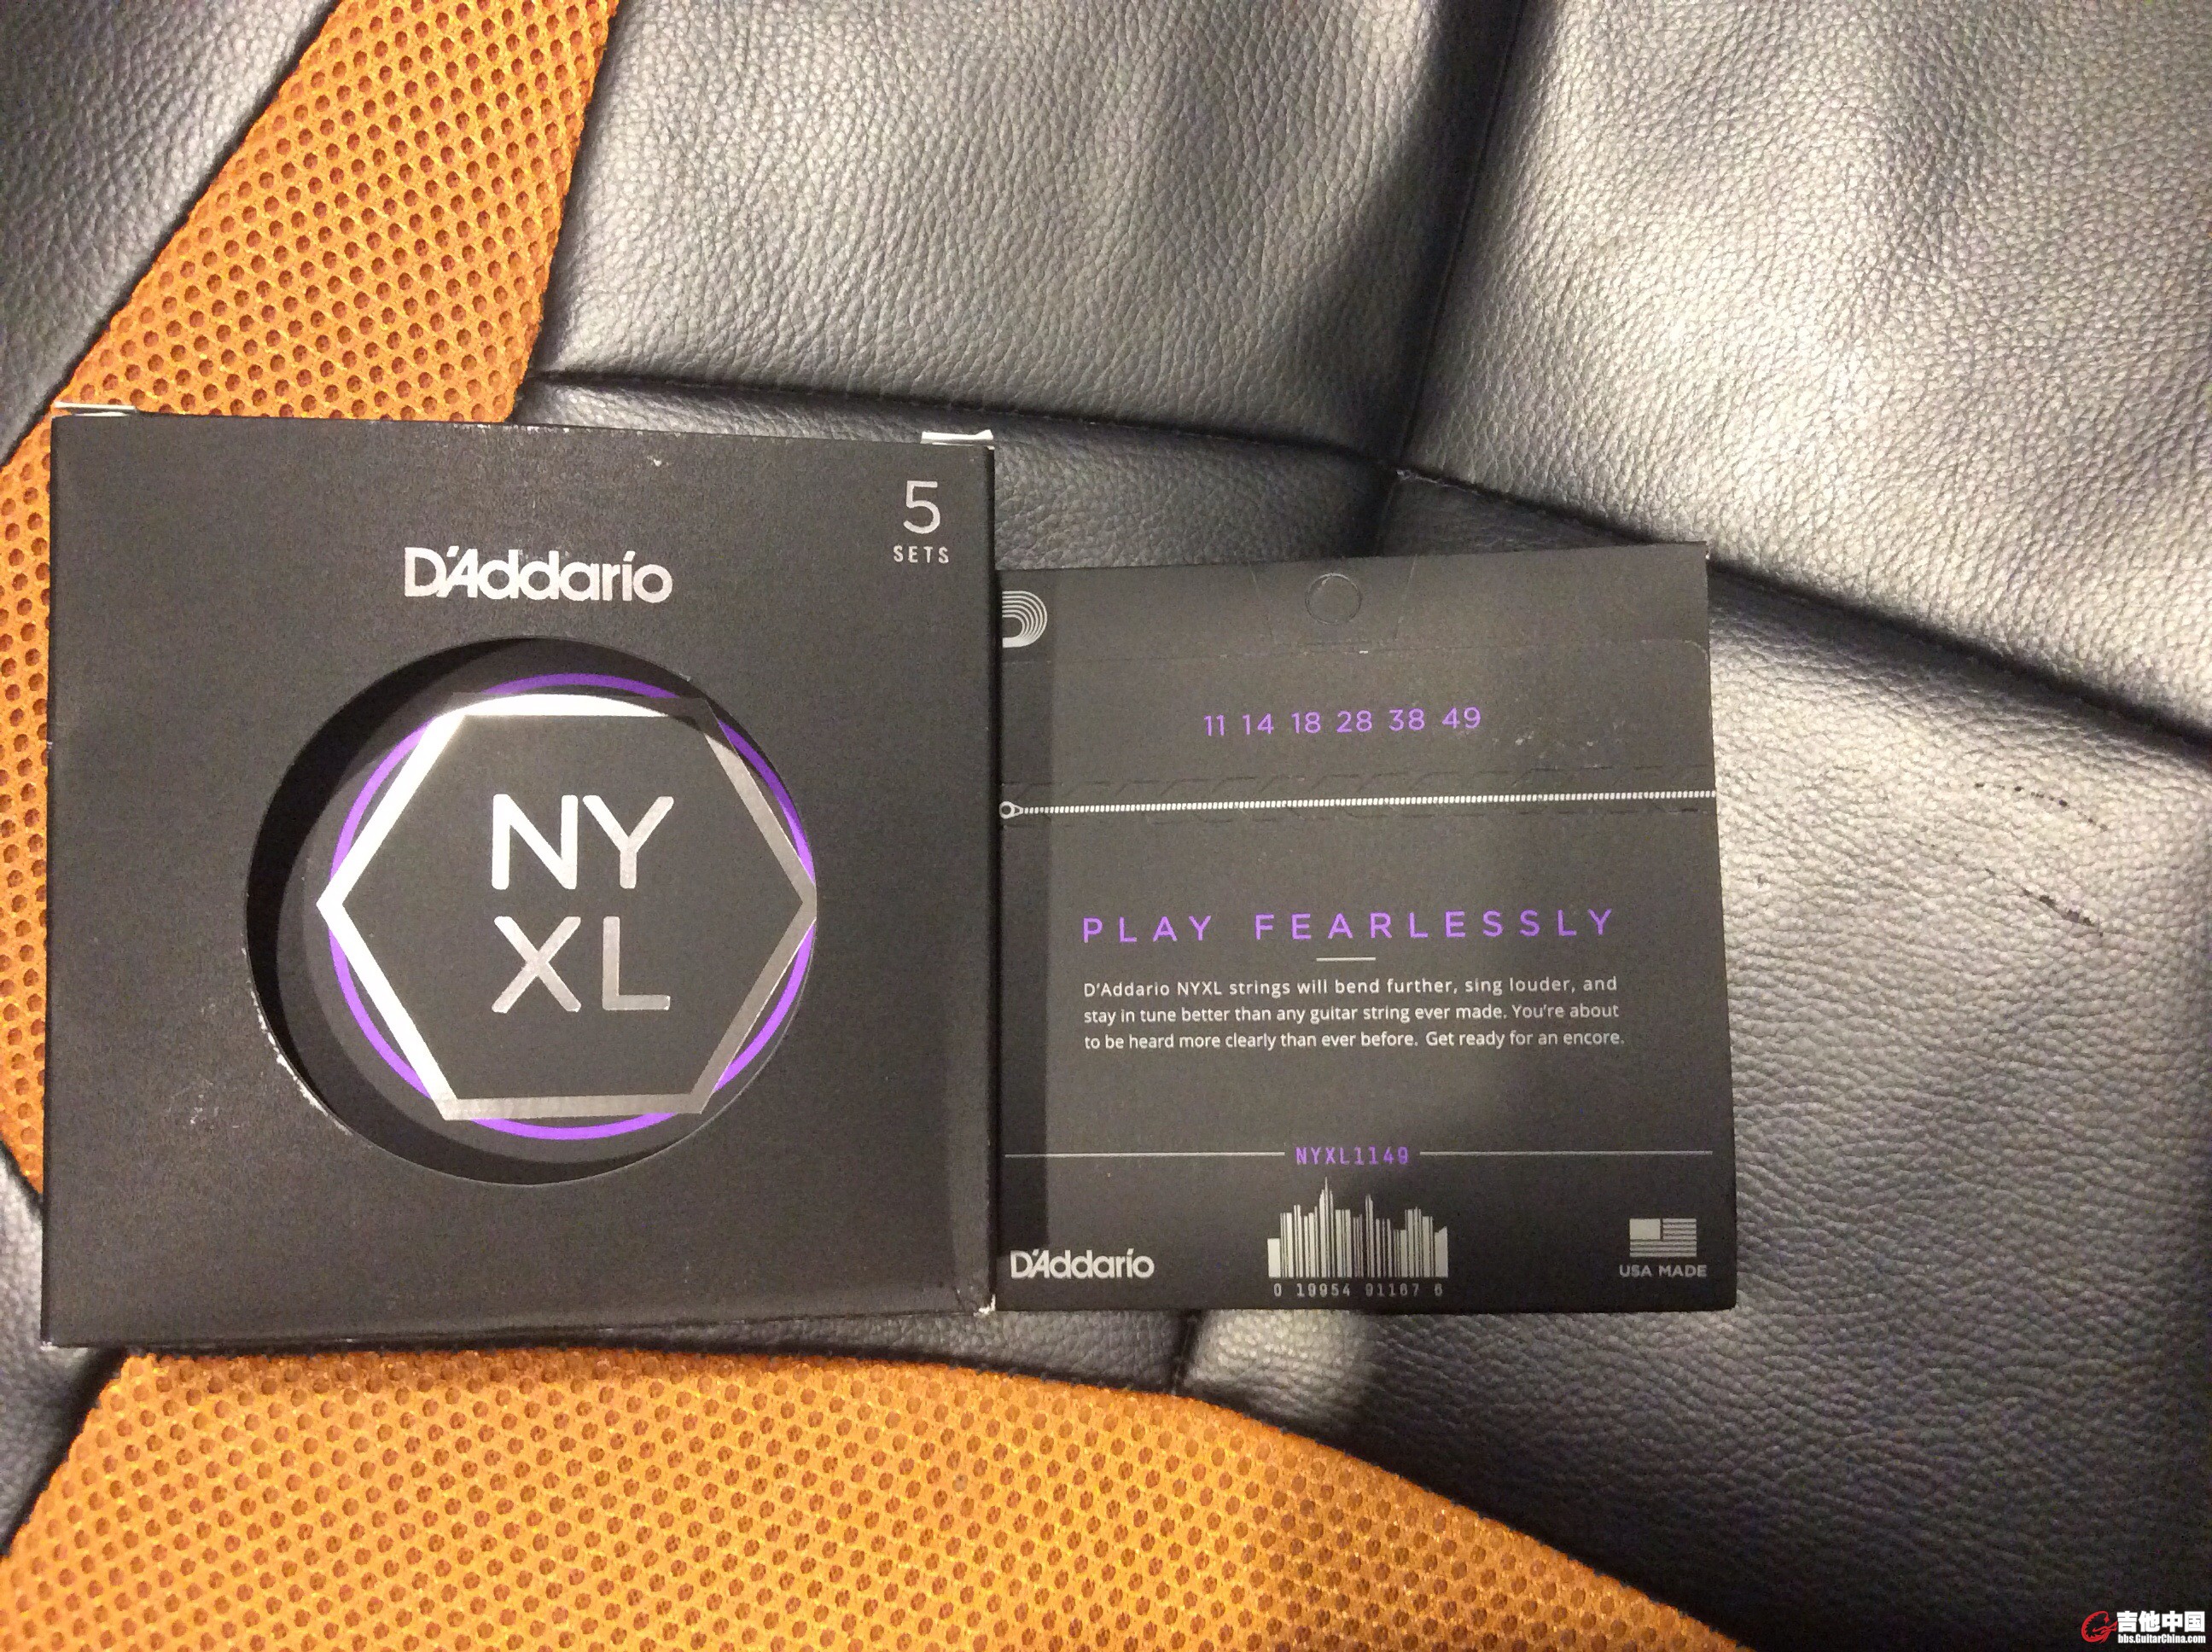 5
SETS
D'Addario
NY
XL
11 14 18 28 38 49
PLAY FEARLESSLY
D'Addario NYXL strings will bend further, sing louder, and
stay in tune better than any guitar string ever made. You're about
to be heard more clearly than ever before. Get ready for an encore.
NYXL1149
D'Addario
0 19954 91167 6
USA MADE
吉他中国
bbs.GuitarChina.com